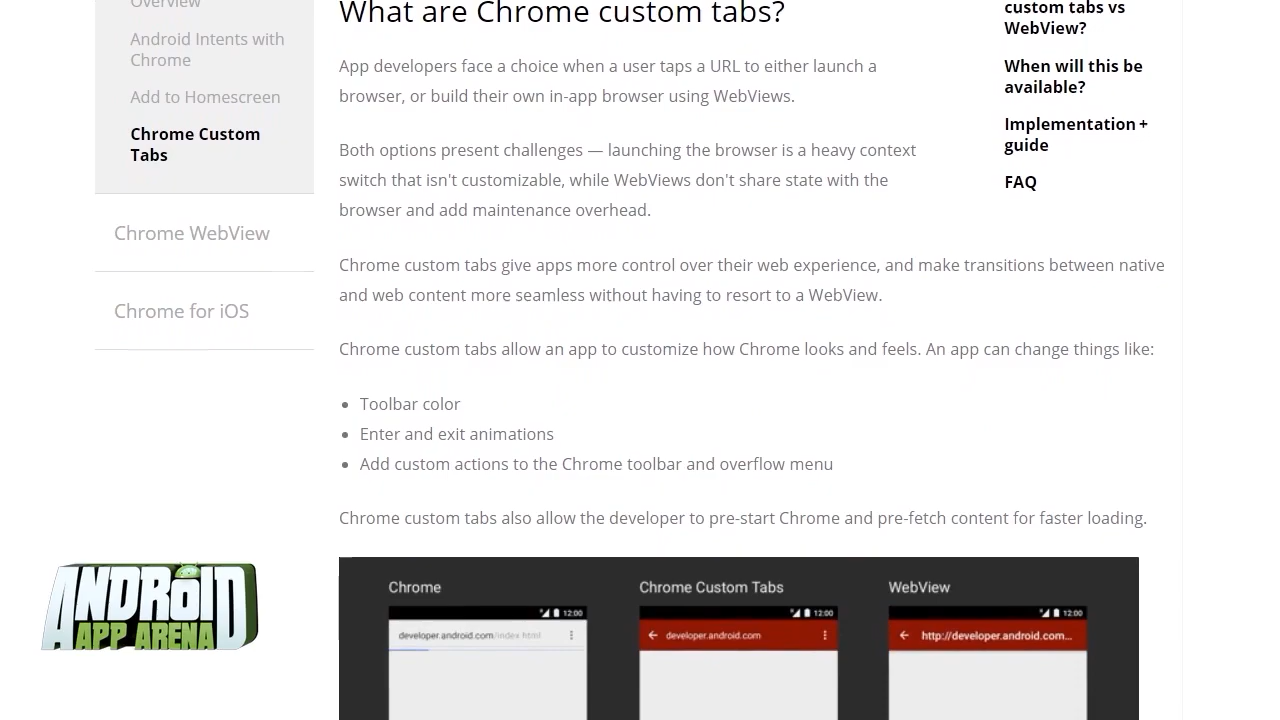 Overview
Android Intents with
Chrome
Add to Homescreen
Chrome Custom
Tabs
Chrome WebView
Chrome for iOS
What are Chrome custom tabs?
App developers face a choice when a user taps a URL to either launch a
browser, or build their own in-app browser using WebViews.
Both options present challenges — launching the browser is a heavy context
switch that isn't customizable, while WebViews don't share state with the
browser and add maintenance overhead.
Chrome custom tabs give apps more control over their web experience, and make transitions between native
and web content more seamless without having to resort to a WebView.
Chrome custom tabs allow an app to customize how Chrome looks and feels. An app can change things like:
• Toolbar color
• Enter and exit animations
• Add custom actions to the Chrome toolbar and overflow menu
Chrome custom tabs also allow the developer to pre-start Chrome and pre-fetch content for faster loading.
custom tabs vs
WebView?
When will this be
available?
Implementation +
guide
FAQ
Chrome
12:00
developer.android.com/index.html
Chrome Custom Tabs
12:00
developer.android.com
WebView
12:00
http://developer.android.com...
ANDROID
APP ARENA